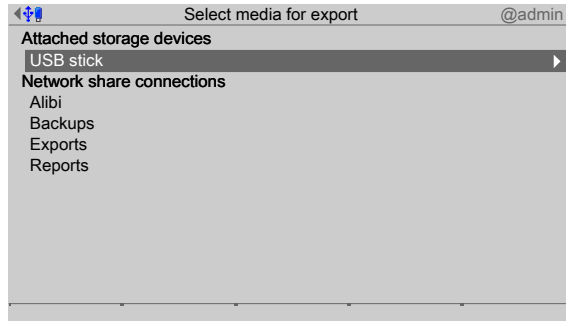 Select media for export @admin
Attached storage devices
USB stick
Network share connections
Alibi
Backups
Exports
Reports